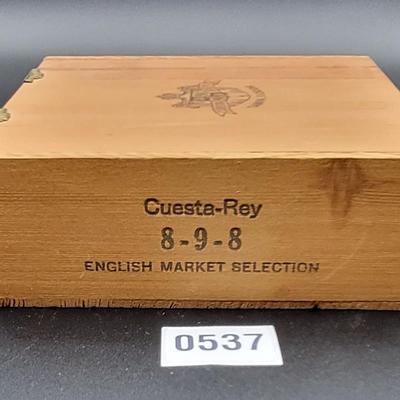 Cuesta-Rey
8-9-8
ENGLISH MARKET SELECTION
0537